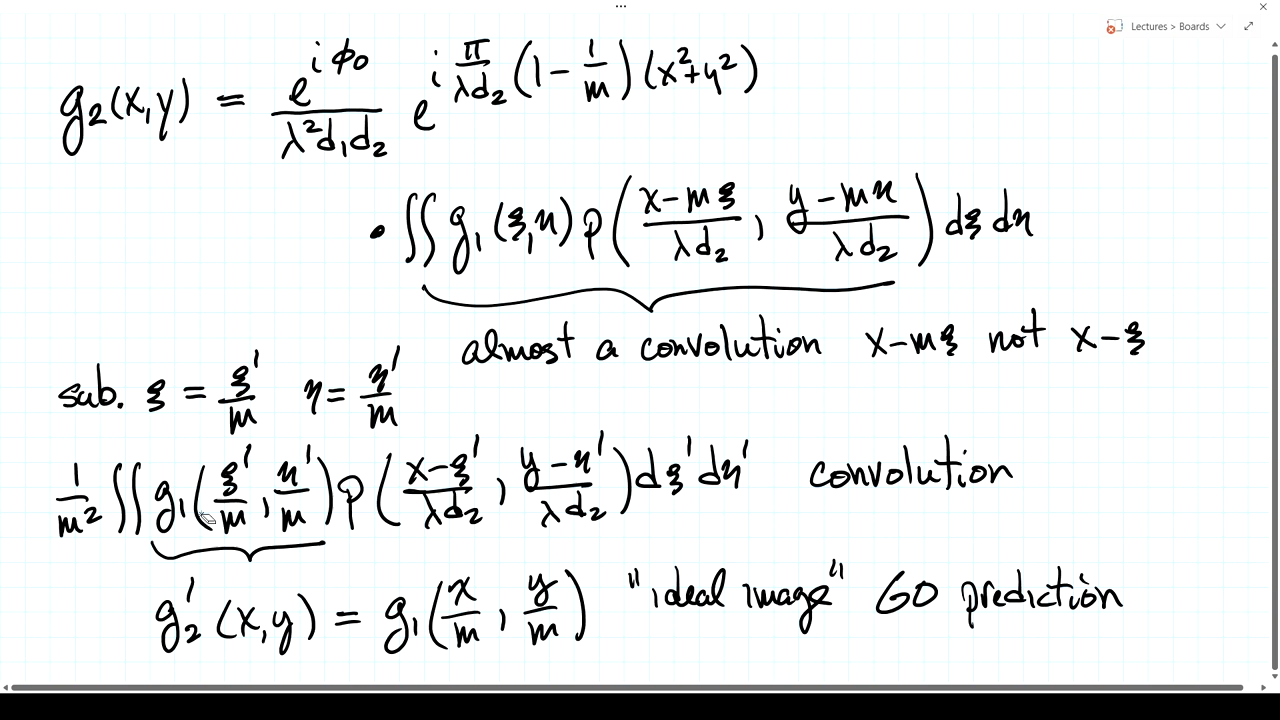 Lectures > Boards
g₂(x,y) = e^{iφ₀}/(λ²d₁d₂) e^{i π/(λd₂) (1 - 1/m)(x²+y²)}
• ∬ g₁(ξ,η) p((x-mξ)/(λd₂), (y-mη)/(λd₂)) dξ dη
almost a convolution x-mξ not x-ξ
sub. ξ = ξ'/m η = η'/m
1/m² ∬ g₁(ξ'/m, η'/m) p((x-ξ')/(λd₂), (y-η')/(λd₂)) dξ' dη' convolution
g₂'(x,y) = g₁(x/m, y/m) "ideal image" GO prediction